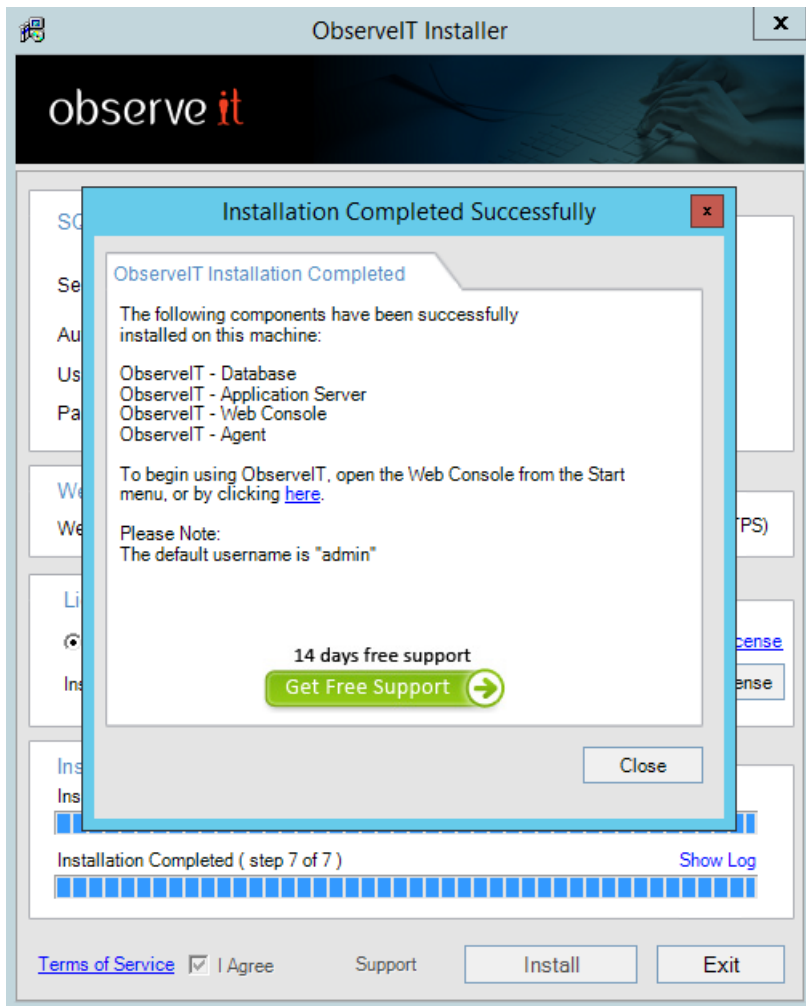 ObserveIT Installer
x
observe it
Installation Completed Successfully
x
ObserveIT Installation Completed
The following components have been successfully
installed on this machine:
ObserveIT - Database
ObserveIT - Application Server
ObserveIT - Web Console
ObserveIT - Agent
To begin using ObserveIT, open the Web Console from the Start
menu, or by clicking here.
Please Note:
The default username is "admin"
14 days free support
Get Free Support
Close
Installation Completed ( step 7 of 7 )
Show Log
Terms of Service
I Agree
Support
Install
Exit